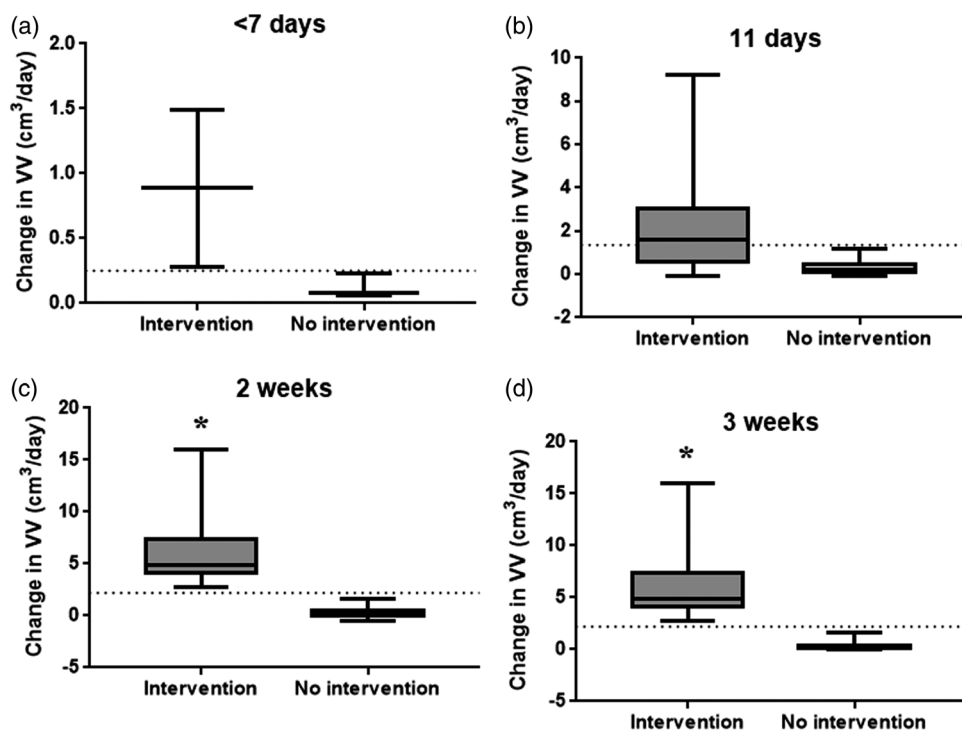 (a)
<7 days
Change in VV (cm³/day)
2.0
1.5
1.0
0.5
0.0
Intervention
No intervention
(b)
11 days
Change in VV (cm³/day)
10
8
6
4
2
0
-2
Intervention
No intervention
(c)
2 weeks
Change in VV (cm³/day)
20
15
10
5
0
-5
*
Intervention
No intervention
(d)
3 weeks
Change in VV (cm³/day)
20
15
10
5
0
-5
*
Intervention
No intervention